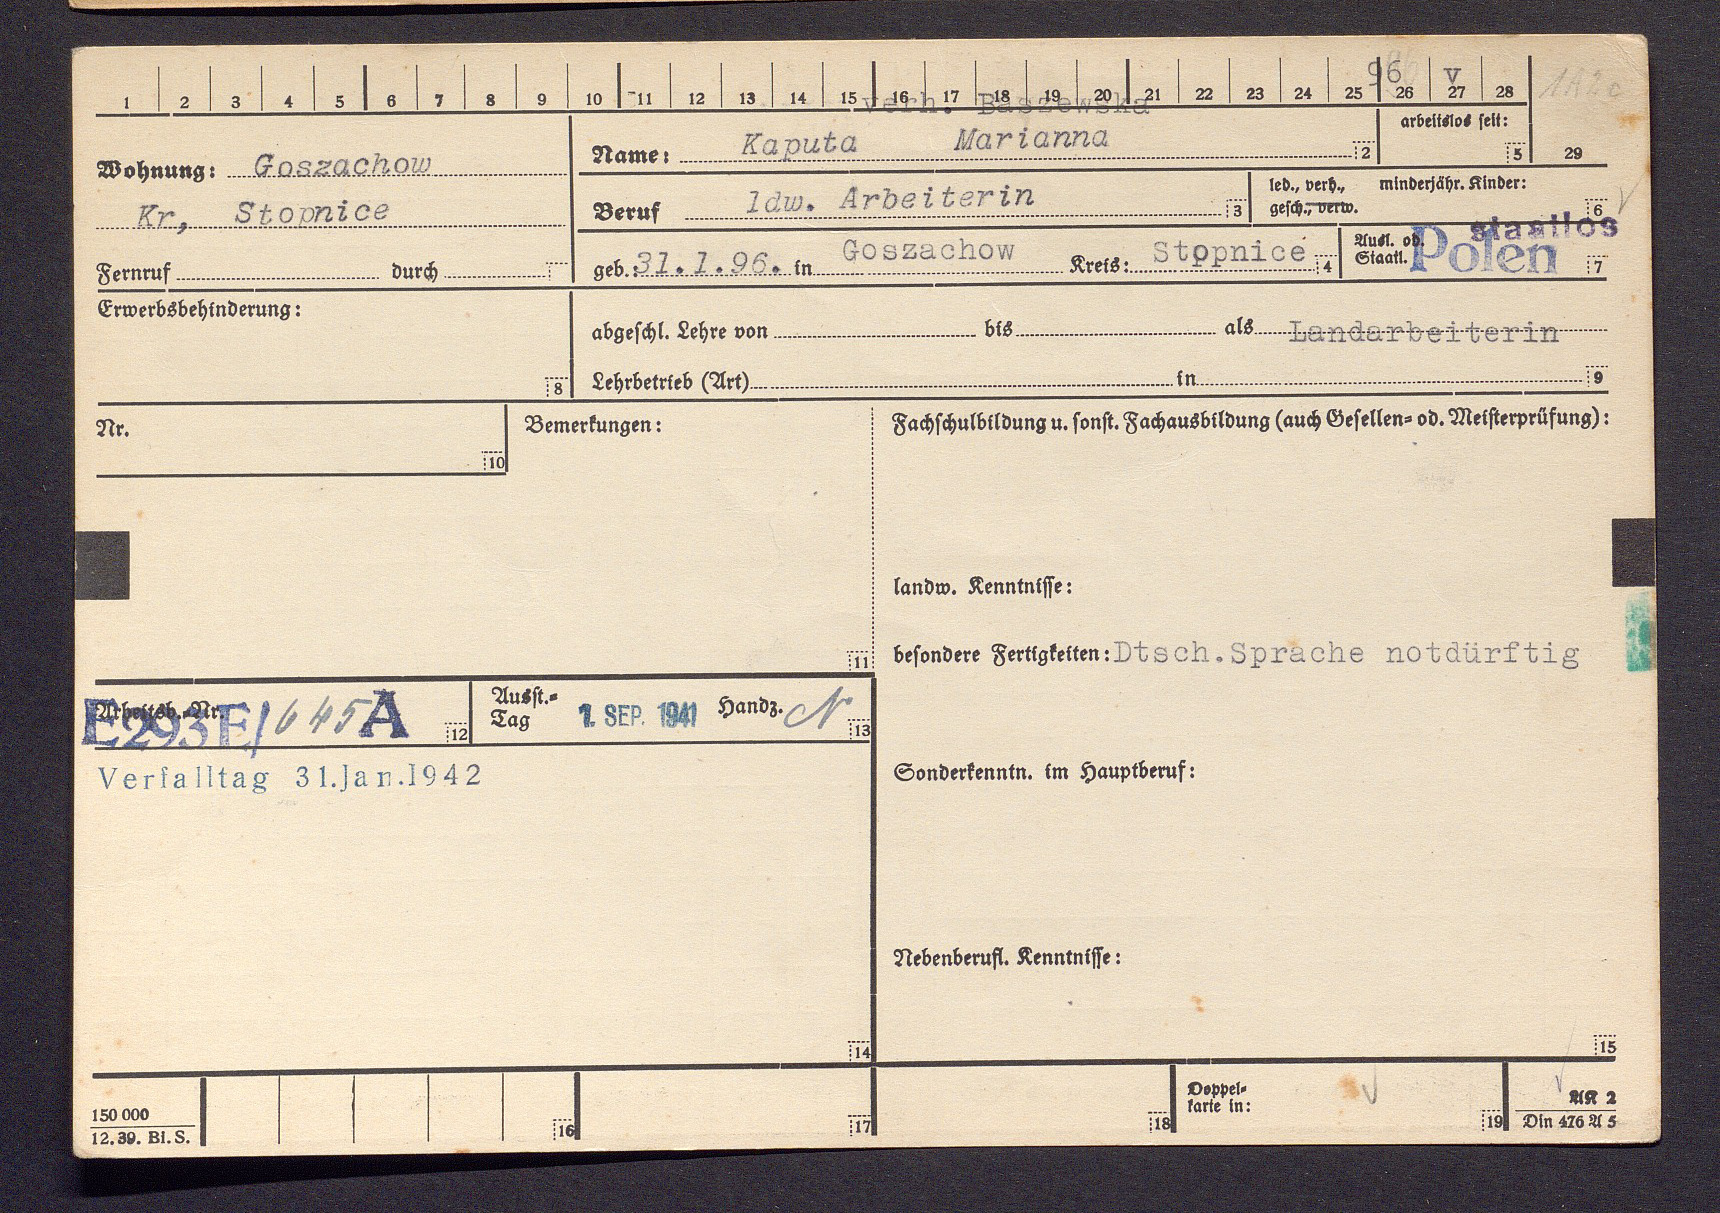 96 V
1 2 3 4 5 6 7 8 9 10 11 12 13 14 15 16 17 18 19 20 21 22 23 24 25 26 27 28
verh. Baszewska
arbeitslos seit:
5 29
Wohnung: Goszachow
Kr, Stopnice
Fernruf durch
Name: Kaputa Marianna 2
Beruf ldw. Arbeiterin 3
led., verh., minderjähr. Kinder:
gesch., verw. 6
geb.: 31.1.96. in Goszachow Kreis: Stopnice 4
Ausl. od. staatlos
Staatl. Polen 7
Erwerbsbehinderung:
8
abgeschl. Lehre von bis als Landarbeiterin
Lehrbetrieb (Art) in 9
Nr.
10
Bemerkungen:
11
Fachschulbildung u. sonst. Fachausbildung (auch Gesellen= od. Meisterprüfung):
landw. Kenntnisse:
besondere Fertigkeiten: Dtsch.Sprache notdürftig
Sonderkenntn. im Hauptberuf:
Nebenberufl. Kenntnisse:
15
Arbeitsb.-Nr.
E293F/645A 12
Ausst.=
Tag 1. SEP. 1941 Handz. N 13
Verfalltag 31.Jan.1942
14
150 000
12. 39. Bl. S.
16 17 18
Doppel=
karte in:
19
AK 2
Din 476 A 5